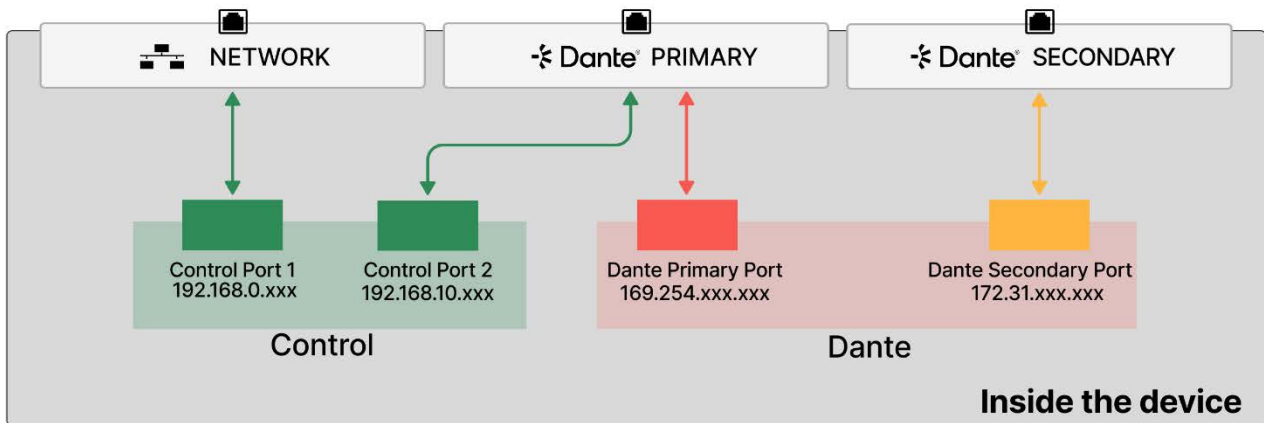 NETWORK
Dante® PRIMARY
Dante® SECONDARY
Control Port 1
192.168.0.xxx
Control Port 2
192.168.10.xxx
Dante Primary Port
169.254.xxx.xxx
Dante Secondary Port
172.31.xxx.xxx
Control
Dante
Inside the device